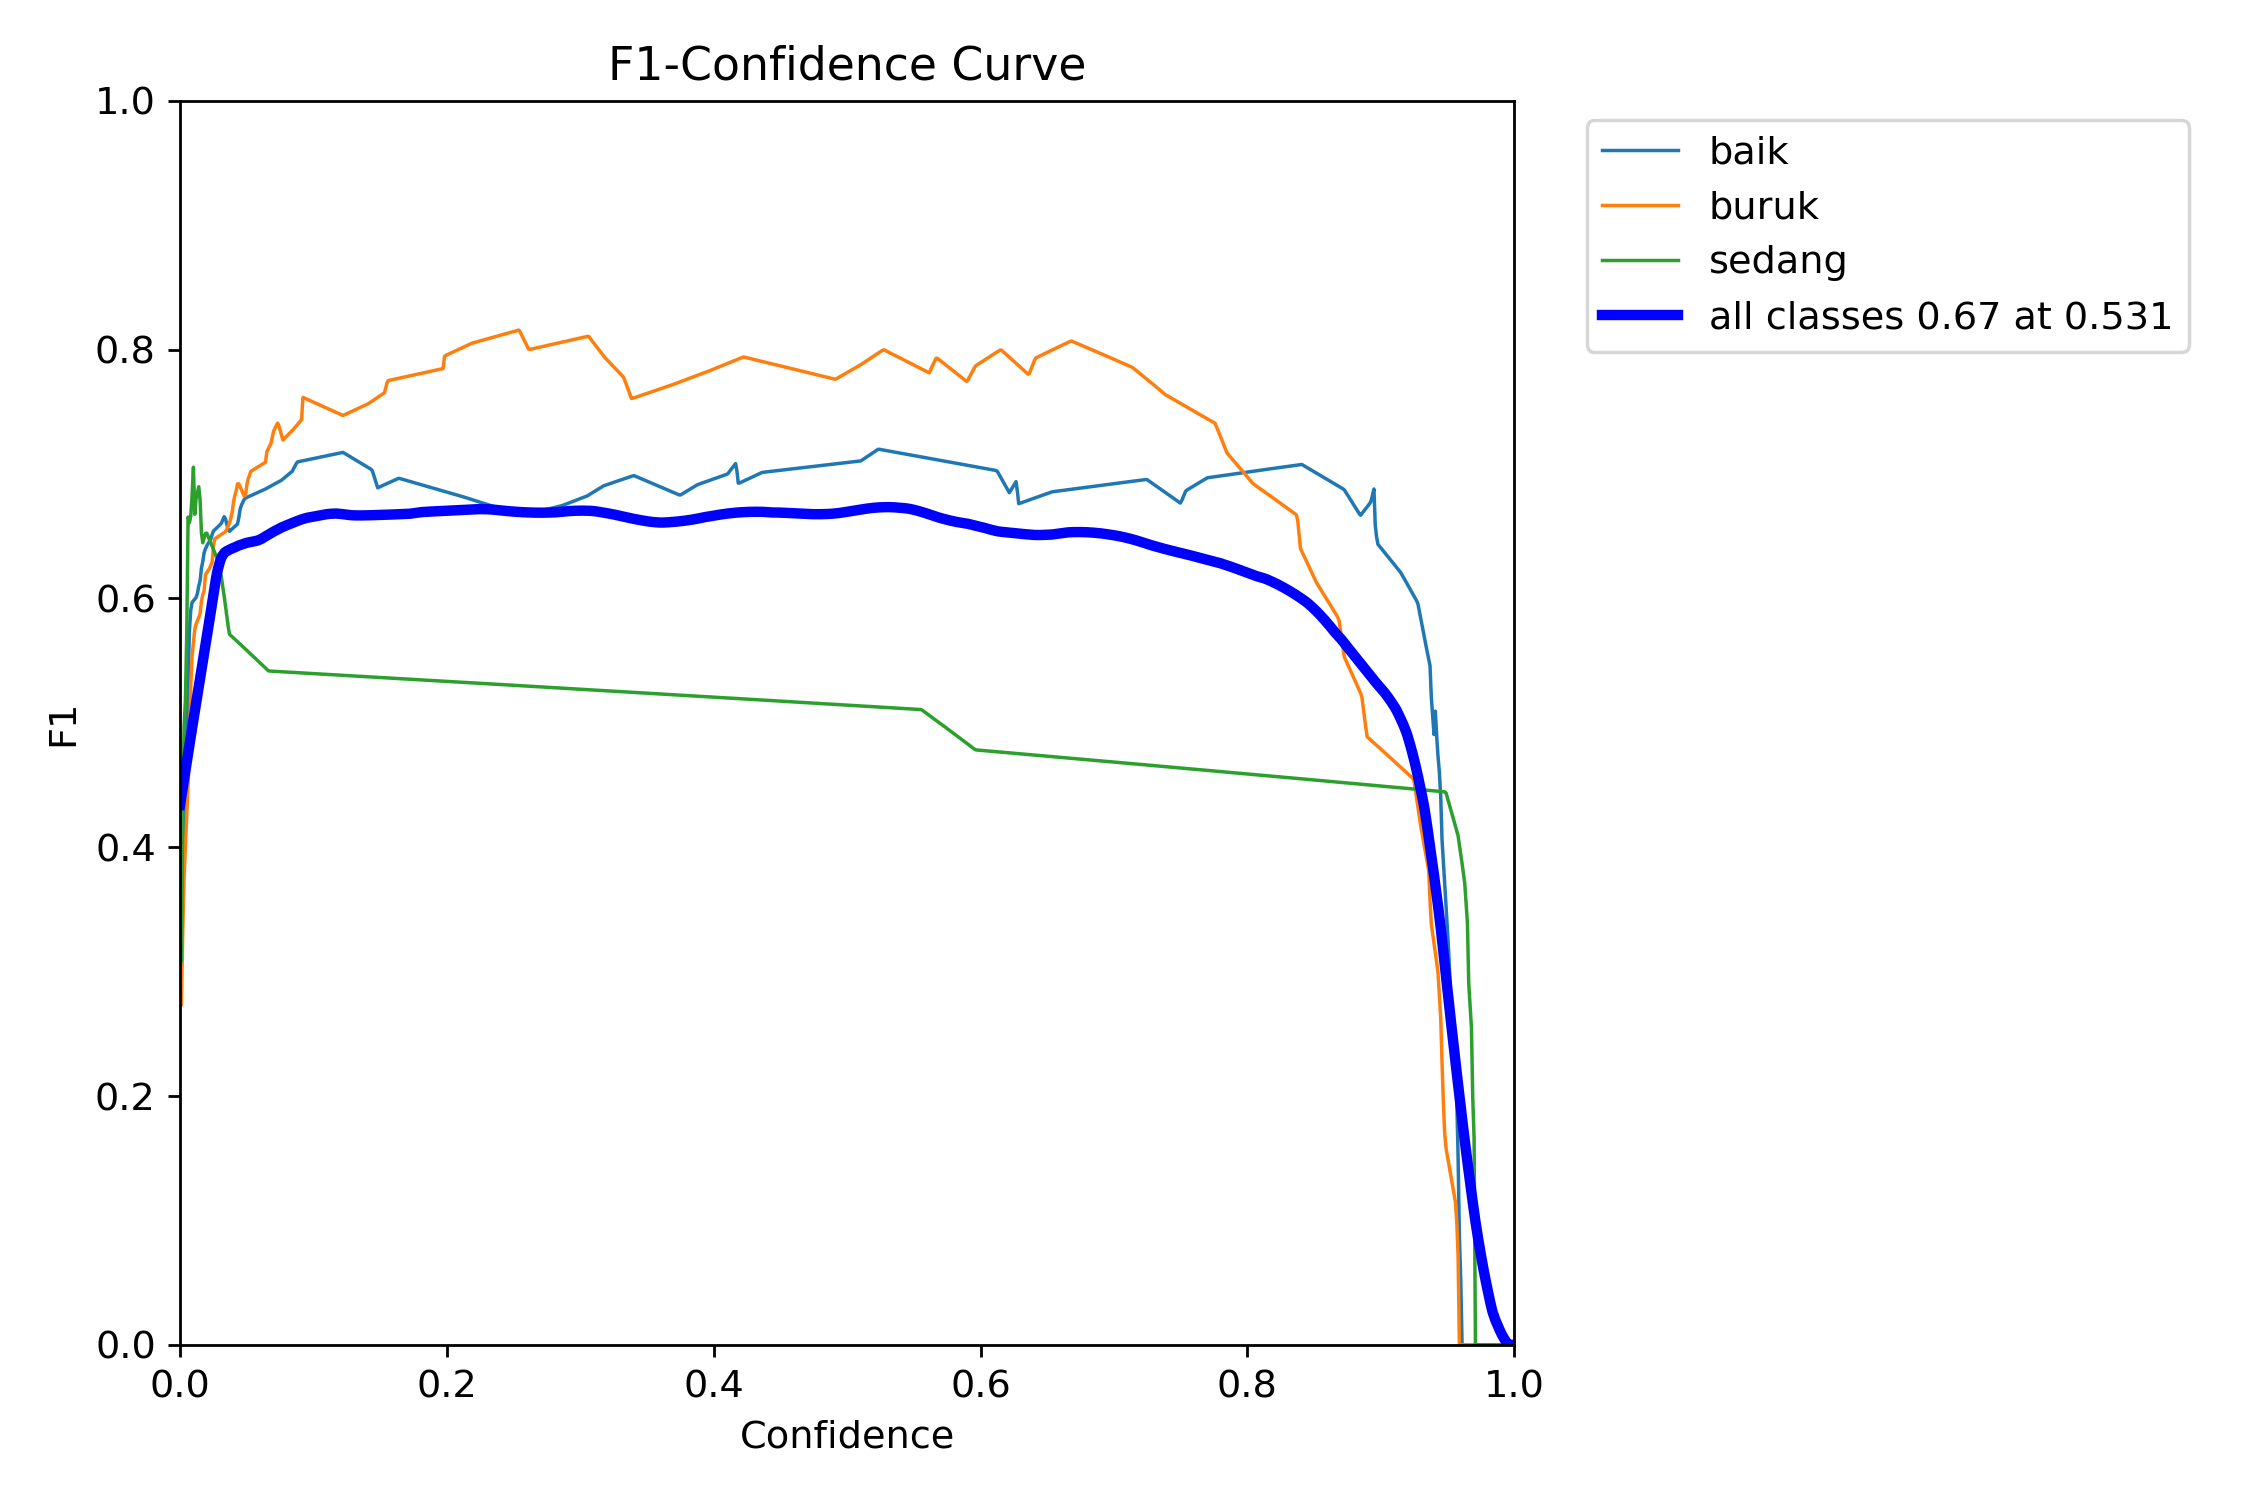 F1-Confidence Curve
1.0
0.8
0.6
0.4
0.2
0.0
F1
0.0 0.2 0.4 0.6 0.8 1.0
Confidence
baik
buruk
sedang
all classes 0.67 at 0.531